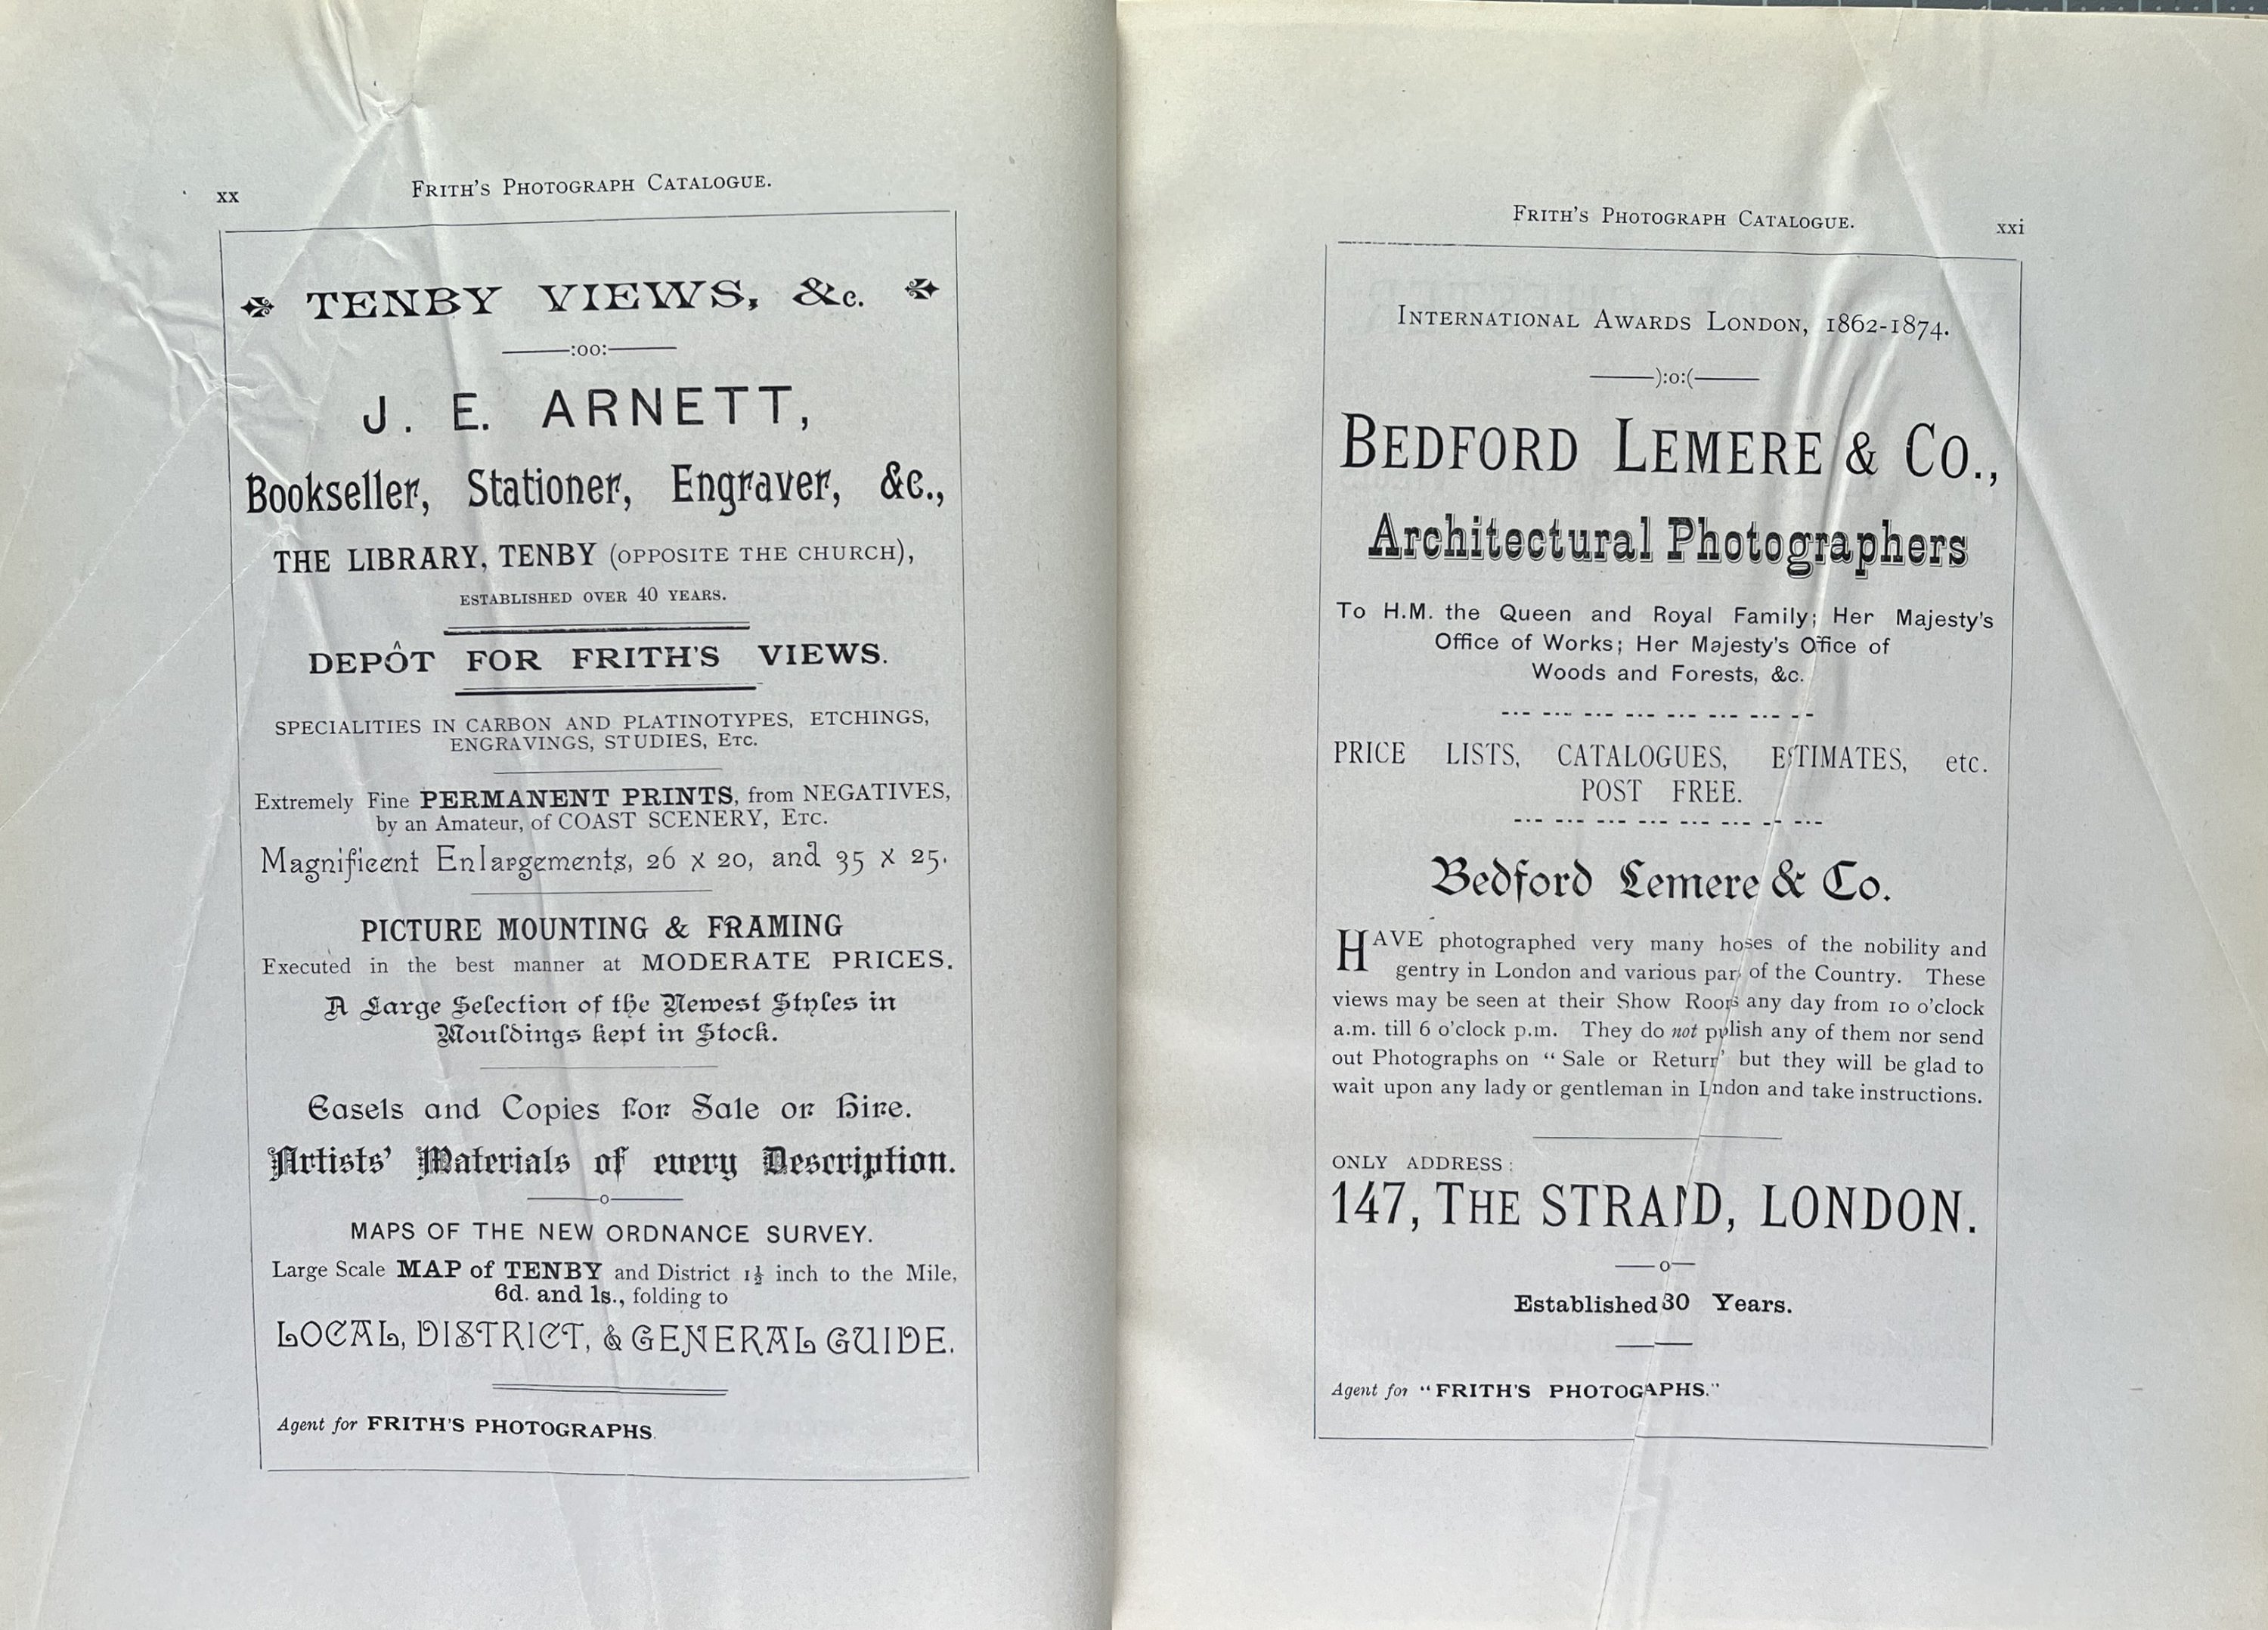 xx
FRITH'S PHOTOGRAPH CATALOGUE.
TENBY VIEWS, &c.
:oo:
J. E. ARNETT,
Bookseller, Stationer, Engraver, &c.,
THE LIBRARY, TENBY (OPPOSITE THE CHURCH),
ESTABLISHED OVER 40 YEARS.
DEPÔT FOR FRITH'S VIEWS.
SPECIALITIES IN CARBON AND PLATINOTYPES, ETCHINGS,
ENGRAVINGS, STUDIES, ETC.
Extremely Fine PERMANENT PRINTS, from NEGATIVES,
by an Amateur, of COAST SCENERY, ETC.
Magnificent Enlargements, 26 x 20, and 35 x 25.
PICTURE MOUNTING & FRAMING
Executed in the best manner at MODERATE PRICES.
A Large Selection of the Newest Styles in
Mouldings kept in Stock.
Easels and Copies for Sale or Hire.
Artists' Materials of every Description.
o
MAPS OF THE NEW ORDNANCE SURVEY.
Large Scale MAP of TENBY and District 1½ inch to the Mile,
6d. and 1s., folding to
LOCAL, DISTRICT, & GENERAL GUIDE.
Agent for FRITH'S PHOTOGRAPHS.
FRITH'S PHOTOGRAPH CATALOGUE.
xxi
INTERNATIONAL AWARDS LONDON, 1862-1874.
):o:(
BEDFORD LEMERE & CO.,
Architectural Photographers
To H.M. the Queen and Royal Family; Her Majesty's
Office of Works; Her Majesty's Office of
Woods and Forests, &c.
PRICE LISTS, CATALOGUES, ESTIMATES, etc.
POST FREE.
Bedford Lemere & Co.
HAVE photographed very many hoses of the nobility and
gentry in London and various par of the Country. These
views may be seen at their Show Roos any day from 10 o'clock
a.m. till 6 o'clock p.m. They do not pulish any of them nor send
out Photographs on "Sale or Return" but they will be glad to
wait upon any lady or gentleman in Lndon and take instructions.
ONLY ADDRESS:
147, THE STRAND, LONDON.
o
Established 30 Years.
Agent for "FRITH'S PHOTOGAPHS."